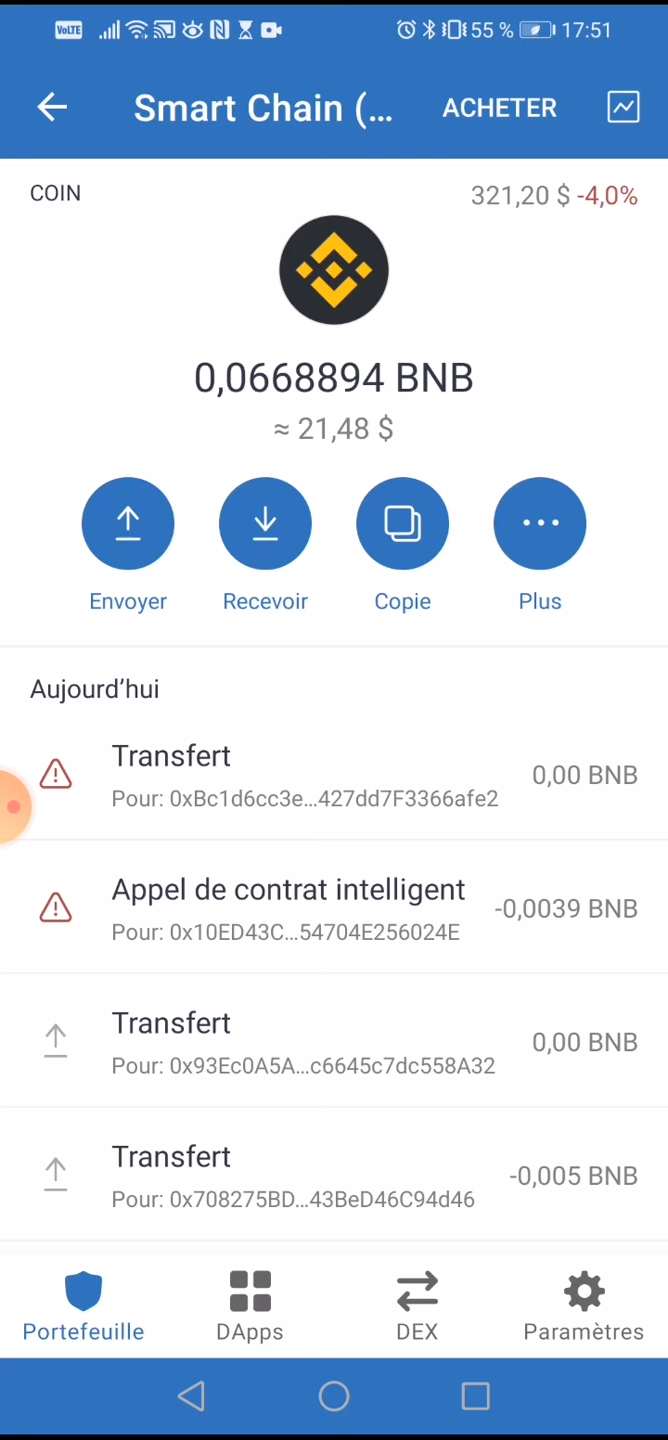 VoLTE 55 % 17:51
Smart Chain (... ACHETER
COIN 321,20 $ -4,0%
0,0668894 BNB
≈ 21,48 $
Envoyer Recevoir Copie Plus
Aujourd’hui
Transfert
0,00 BNB
Pour: 0xBc1d6cc3e...427dd7F3366afe2
Appel de contrat intelligent
-0,0039 BNB
Pour: 0x10ED43C...54704E256024E
Transfert
0,00 BNB
Pour: 0x93Ec0A5A...c6645c7dc558A32
Transfert
-0,005 BNB
Pour: 0x708275BD...43BeD46C94d46
Portefeuille DApps DEX Paramètres